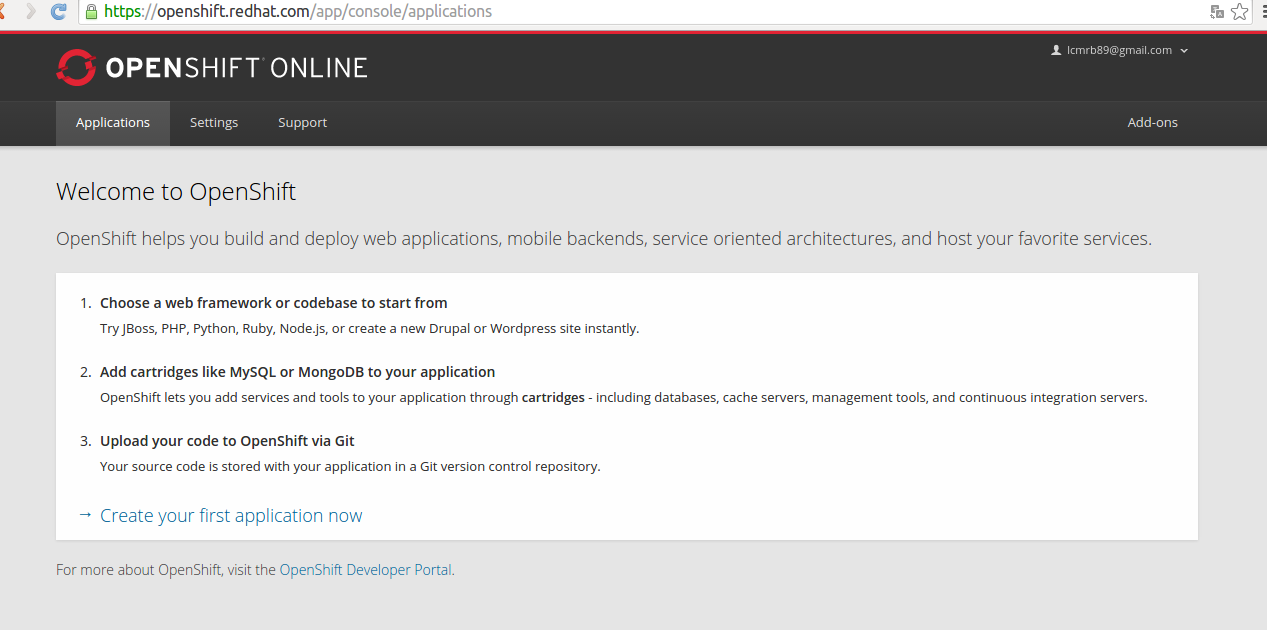 https://openshift.redhat.com/app/console/applications
OPENSHIFT ONLINE
lcmrb89@gmail.com
Applications Settings Support Add-ons
Welcome to OpenShift
OpenShift helps you build and deploy web applications, mobile backends, service oriented architectures, and host your favorite services.
1. Choose a web framework or codebase to start from
Try JBoss, PHP, Python, Ruby, Node.js, or create a new Drupal or Wordpress site instantly.
2. Add cartridges like MySQL or MongoDB to your application
OpenShift lets you add services and tools to your application through cartridges - including databases, cache servers, management tools, and continuous integration servers.
3. Upload your code to OpenShift via Git
Your source code is stored with your application in a Git version control repository.
→ Create your first application now
For more about OpenShift, visit the OpenShift Developer Portal.